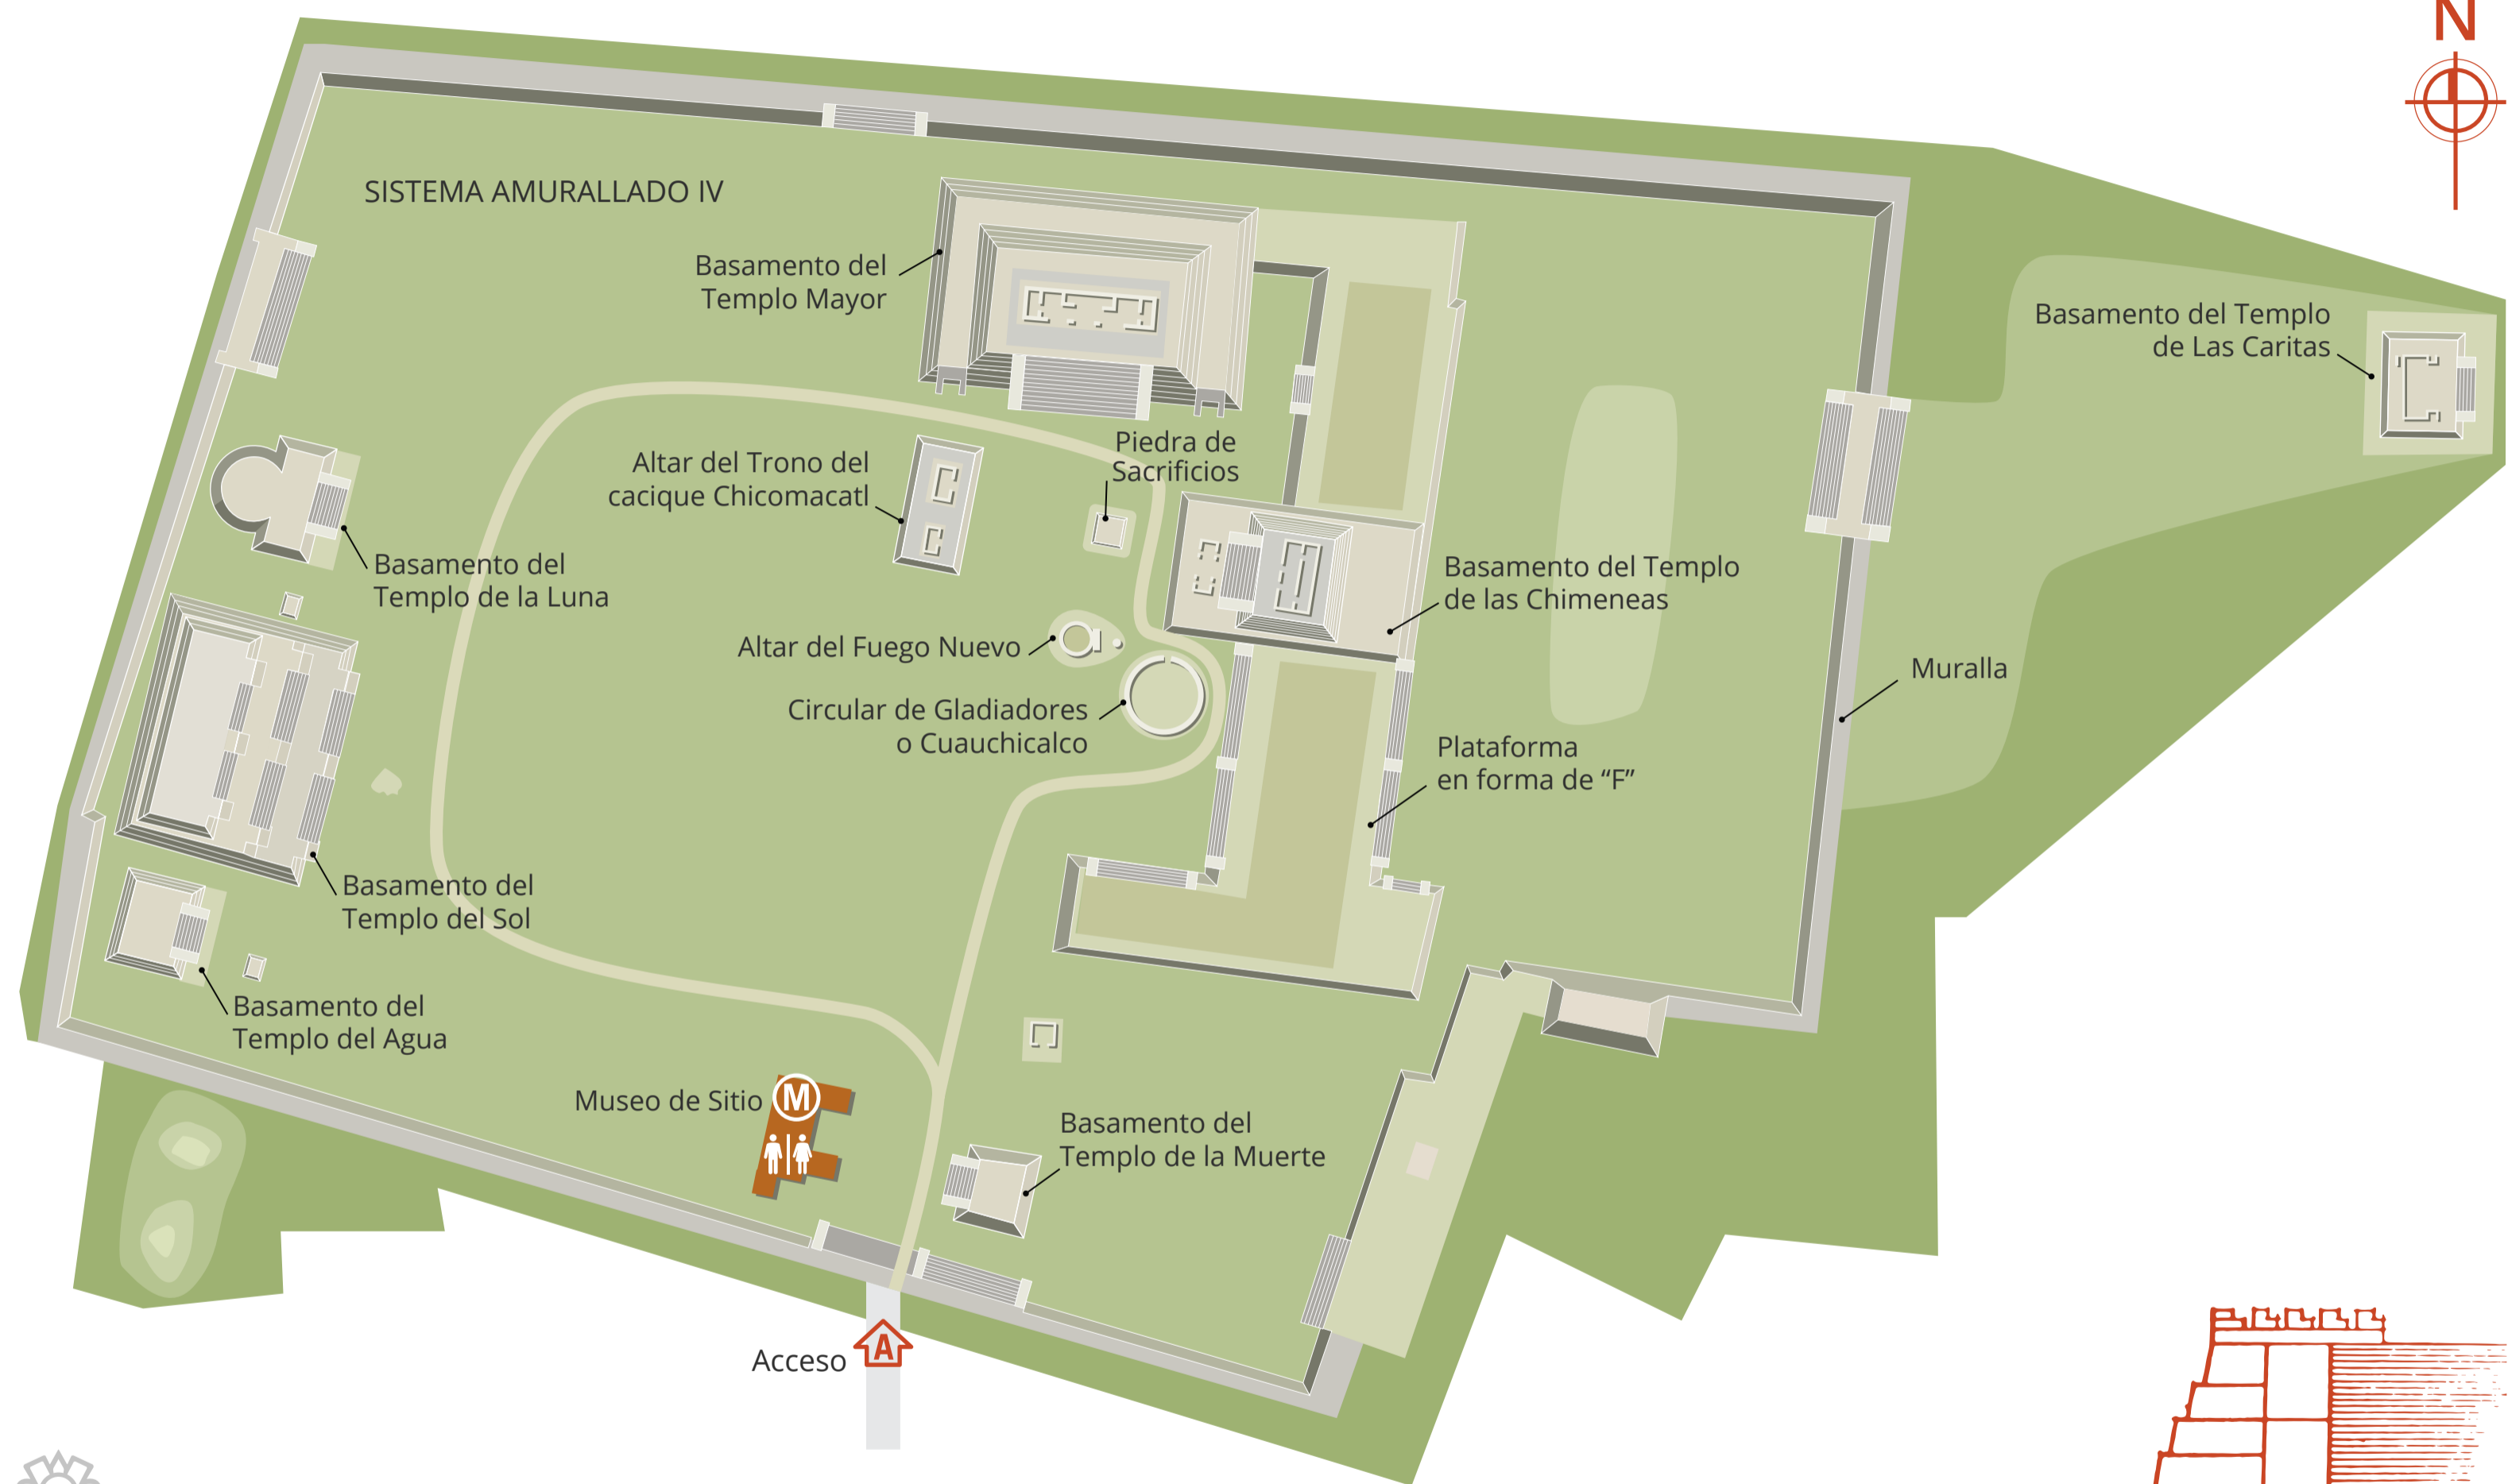 N
SISTEMA AMURALLADO IV
Basamento del
Templo Mayor
Basamento del Templo
de Las Caritas
Piedra de
Sacrificios
Altar del Trono del
cacique Chicomacatl
Basamento del
Templo de la Luna
Basamento del Templo
de las Chimeneas
Altar del Fuego Nuevo
Muralla
Circular de Gladiadores
o Cuauchicalco
Plataforma
en forma de “F”
Basamento del
Templo del Sol
Basamento del
Templo del Agua
Museo de Sitio
M
Basamento del
Templo de la Muerte
Acceso
A